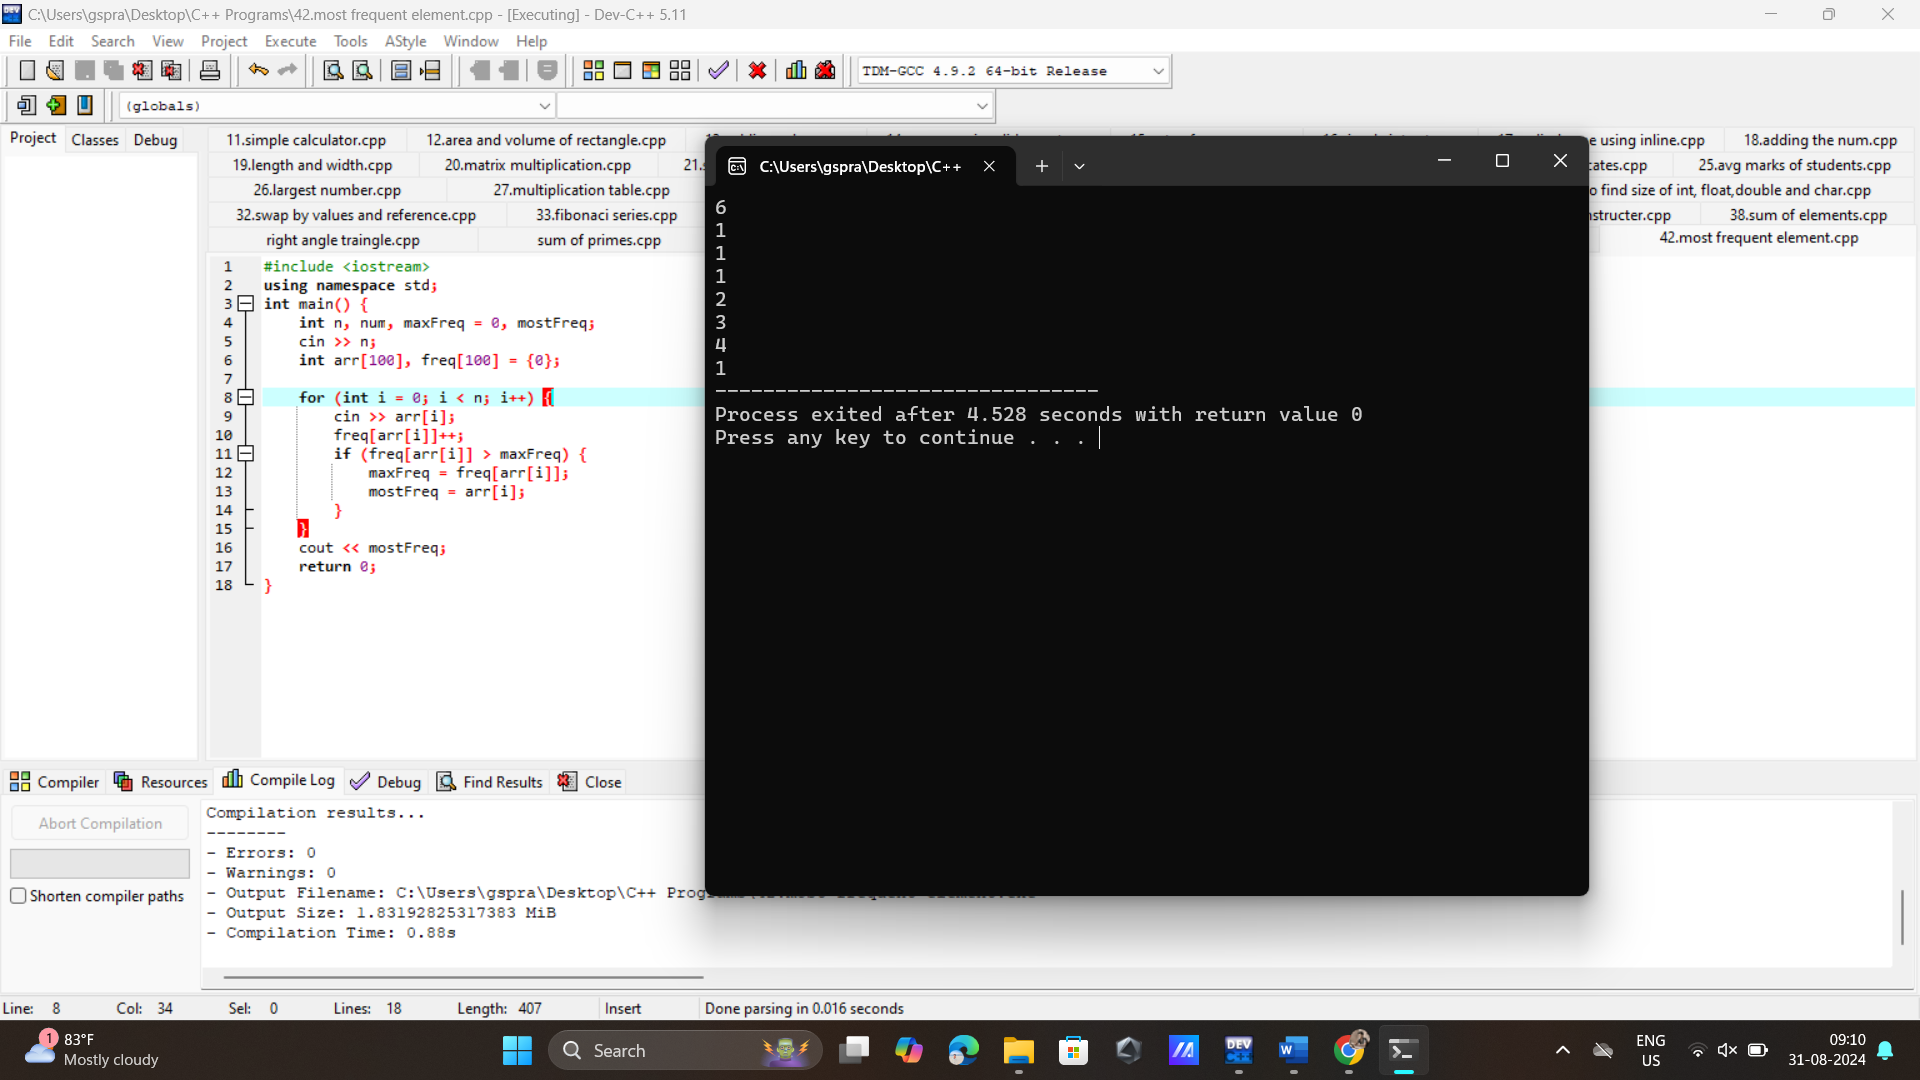 C:\Users\gspra\Desktop\C++ Programs\42.most frequent element.cpp - [Executing] - Dev-C++ 5.11
File Edit Search View Project Execute Tools AStyle Window Help
TDM-GCC 4.9.2 64-bit Release
(globals)
Project Classes Debug
11.simple calculator.cpp 12.area and volume of rectangle.cpp e using inline.cpp 18.adding the num.cpp
19.length and width.cpp 20.matrix multiplication.cpp 21.s cates.cpp 25.avg marks of students.cpp
26.largest number.cpp 27.multiplication table.cpp o find size of int, float,double and char.cpp
32.swap by values and reference.cpp 33.fibonaci series.cpp nstructer.cpp 38.sum of elements.cpp
right angle traingle.cpp sum of primes.cpp 42.most frequent element.cpp
1 #include <iostream>
2 using namespace std;
3 int main() {
4 int n, num, maxFreq = 0, mostFreq;
5 cin >> n;
6 int arr[100], freq[100] = {0};
7
8 for (int i = 0; i < n; i++) {
9 cin >> arr[i];
10 freq[arr[i]]++;
11 if (freq[arr[i]] > maxFreq) {
12 maxFreq = freq[arr[i]];
13 mostFreq = arr[i];
14 }
15 }
16 cout << mostFreq;
17 return 0;
18 }
C:\Users\gspra\Desktop\C++
6
1
1
1
2
3
4
1
--------------------------------
Process exited after 4.528 seconds with return value 0
Press any key to continue . . .
Compiler Resources Compile Log Debug Find Results Close
Abort Compilation
Shorten compiler paths
Compilation results...
--------
- Errors: 0
- Warnings: 0
- Output Filename: C:\Users\gspra\Desktop\C++ Prog
- Output Size: 1.83192825317383 MiB
- Compilation Time: 0.88s
Line: 8 Col: 34 Sel: 0 Lines: 18 Length: 407 Insert Done parsing in 0.016 seconds
1
83°F
Mostly cloudy
Search
DEV
ENG
US
09:10
31-08-2024